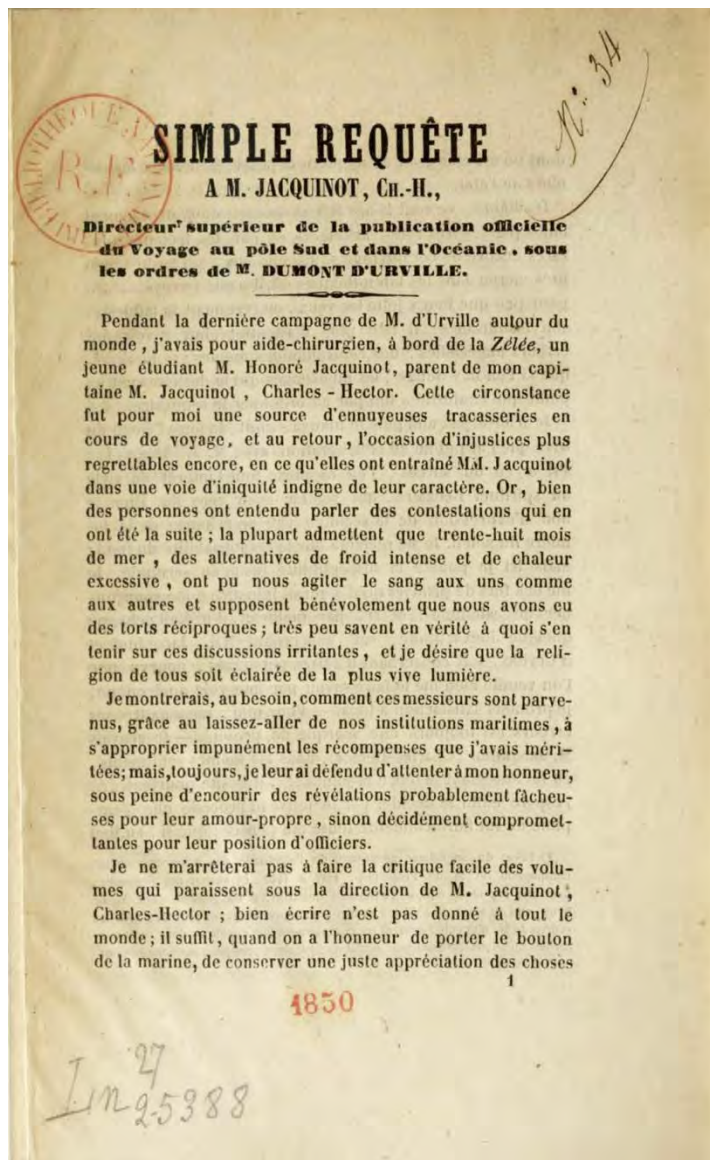 N.º 34
SIMPLE REQUÊTE
A M. JACQUINOT, CH.-H.,
Directeurʳ supérieur de la publication officielle
du Voyage au pôle Sud et dans l'Océanie, sous
les ordres de M. DUMONT D'URVILLE.
R.F.
Pendant la dernière campagne de M. d'Urville autour du
monde, j'avais pour aide-chirurgien, à bord de la Zélée, un
jeune étudiant M. Honoré Jacquinot, parent de mon capi-
taine M. Jacquinot, Charles-Hector. Cette circonstance
fut pour moi une source d'ennuyeuses tracasseries en
cours de voyage, et au retour, l'occasion d'injustices plus
regrettables encore, en ce qu'elles ont entraîné MM. Jacquinot
dans une voie d'iniquité indigne de leur caractère. Or, bien
des personnes ont entendu parler des contestations qui en
ont été la suite ; la plupart admettent que trente-huit mois
de mer, des alternatives de froid intense et de chaleur
excessive, ont pu nous agiter le sang aux uns comme
aux autres et supposent bénévolement que nous avons eu
des torts réciproques ; très peu savent en vérité à quoi s'en
tenir sur ces discussions irritantes, et je désire que la reli-
gion de tous soit éclairée de la plus vive lumière.
Je montrerais, au besoin, comment ces messieurs sont parve-
nus, grâce au laissez-aller de nos institutions maritimes, à
s'approprier impunément les récompenses que j'avais méri-
tées; mais, toujours, je leur ai défendu d'attenter à mon honneur,
sous peine d'encourir des révélations probablement fâcheu-
ses pour leur amour-propre, sinon décidément compromet-
tantes pour leur position d'officiers.
Je ne m'arrêterai pas à faire la critique facile des volu-
mes qui paraissent sous la direction de M. Jacquinot,
Charles-Hector ; bien écrire n'est pas donné à tout le
monde ; il suffit, quand on a l'honneur de porter le bouton
de la marine, de conserver une juste appréciation des choses
1
1850
Ln 27
25388